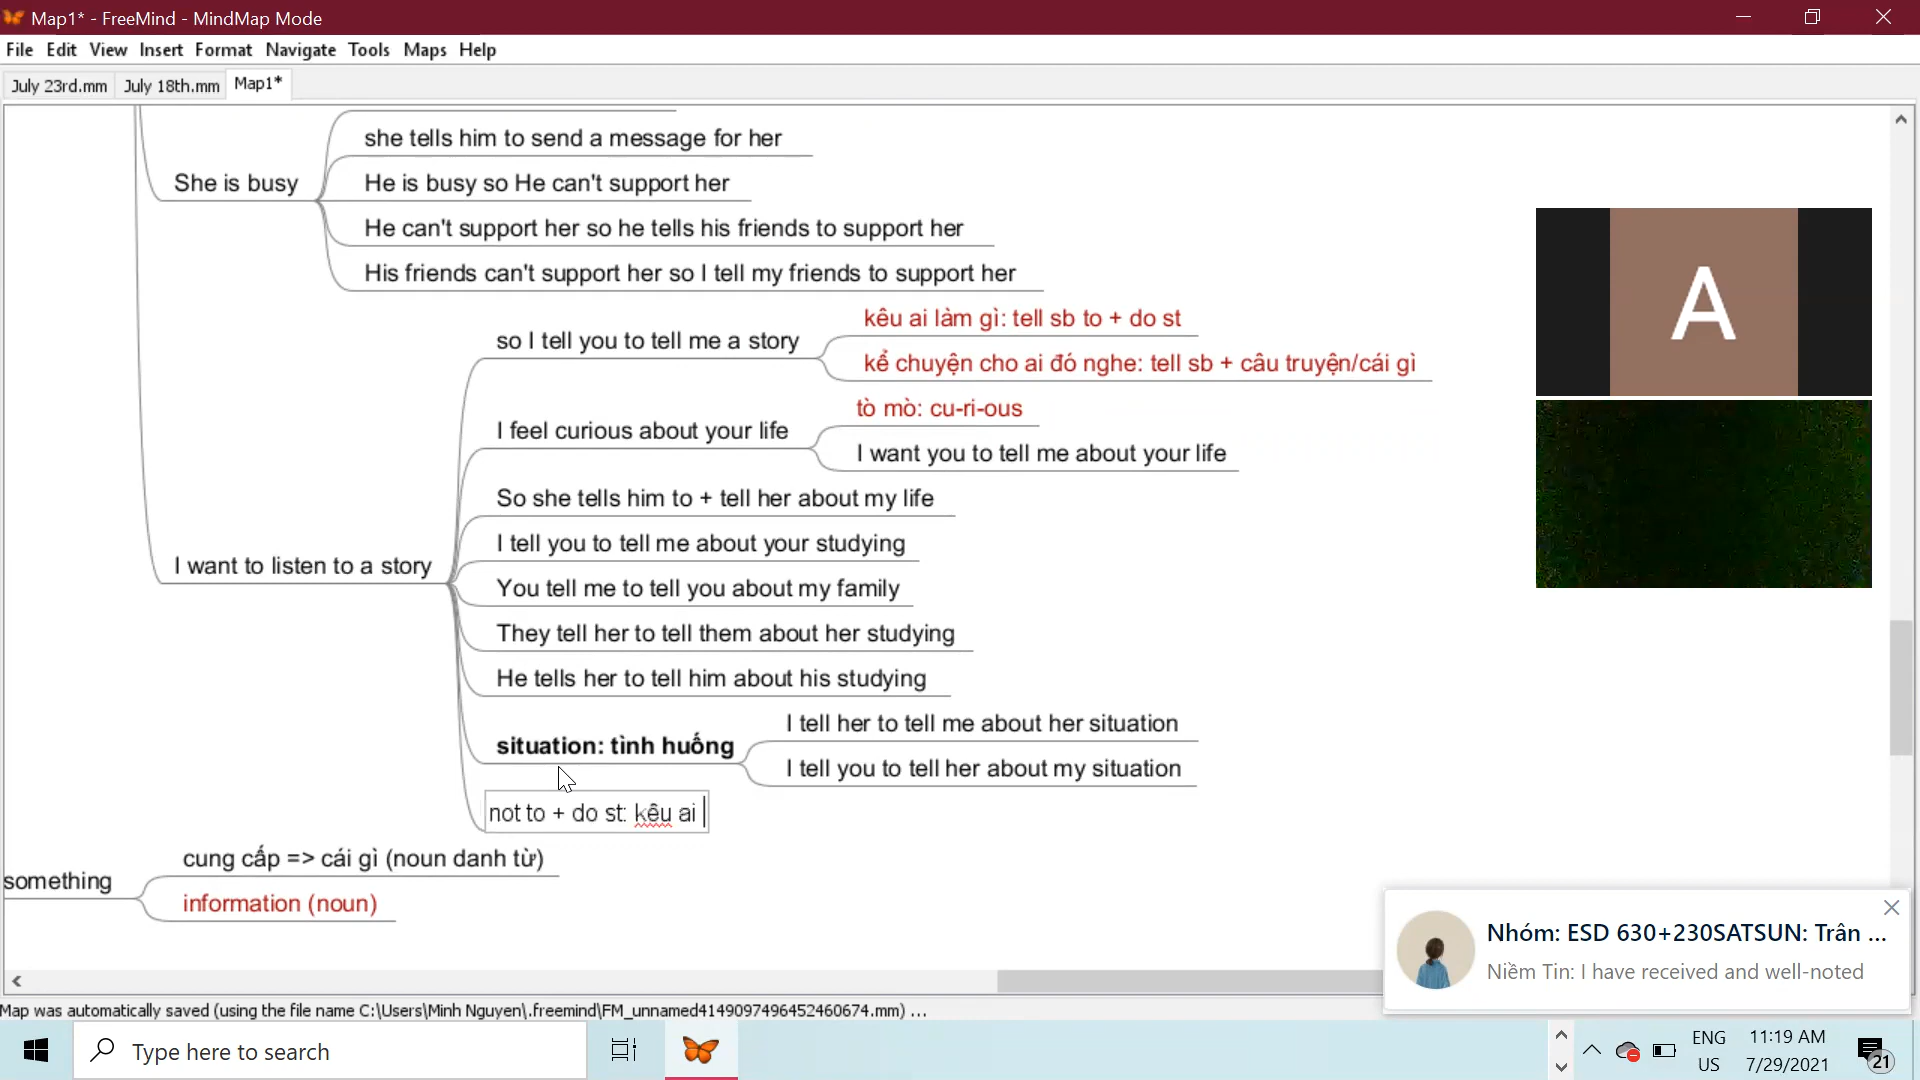 Map1* - FreeMind - MindMap Mode
File Edit View Insert Format Navigate Tools Maps Help
July 23rd.mm July 18th.mm Map1*
she tells him to send a message for her
She is busy
He is busy so He can't support her
He can't support her so he tells his friends to support her
His friends can't support her so I tell my friends to support her
kêu ai làm gì: tell sb to + do st
so I tell you to tell me a story
kể chuyện cho ai đó nghe: tell sb + câu truyện/cái gì
tò mò: cu-ri-ous
I feel curious about your life
I want you to tell me about your life
So she tells him to + tell her about my life
I tell you to tell me about your studying
I want to listen to a story
You tell me to tell you about my family
They tell her to tell them about her studying
He tells her to tell him about his studying
I tell her to tell me about her situation
situation: tình huống
I tell you to tell her about my situation
not to + do st: kêu ai
cung cấp => cái gì (noun danh từ)
something
information (noun)
A
Nhóm: ESD 630+230SATSUN: Trân ...
Niềm Tin: I have received and well-noted
Map was automatically saved (using the file name C:\Users\Minh Nguyen\.freemind\FM_unnamed4149097496452460674.mm) ...
Type here to search
ENG
US
11:19 AM
7/29/2021
21